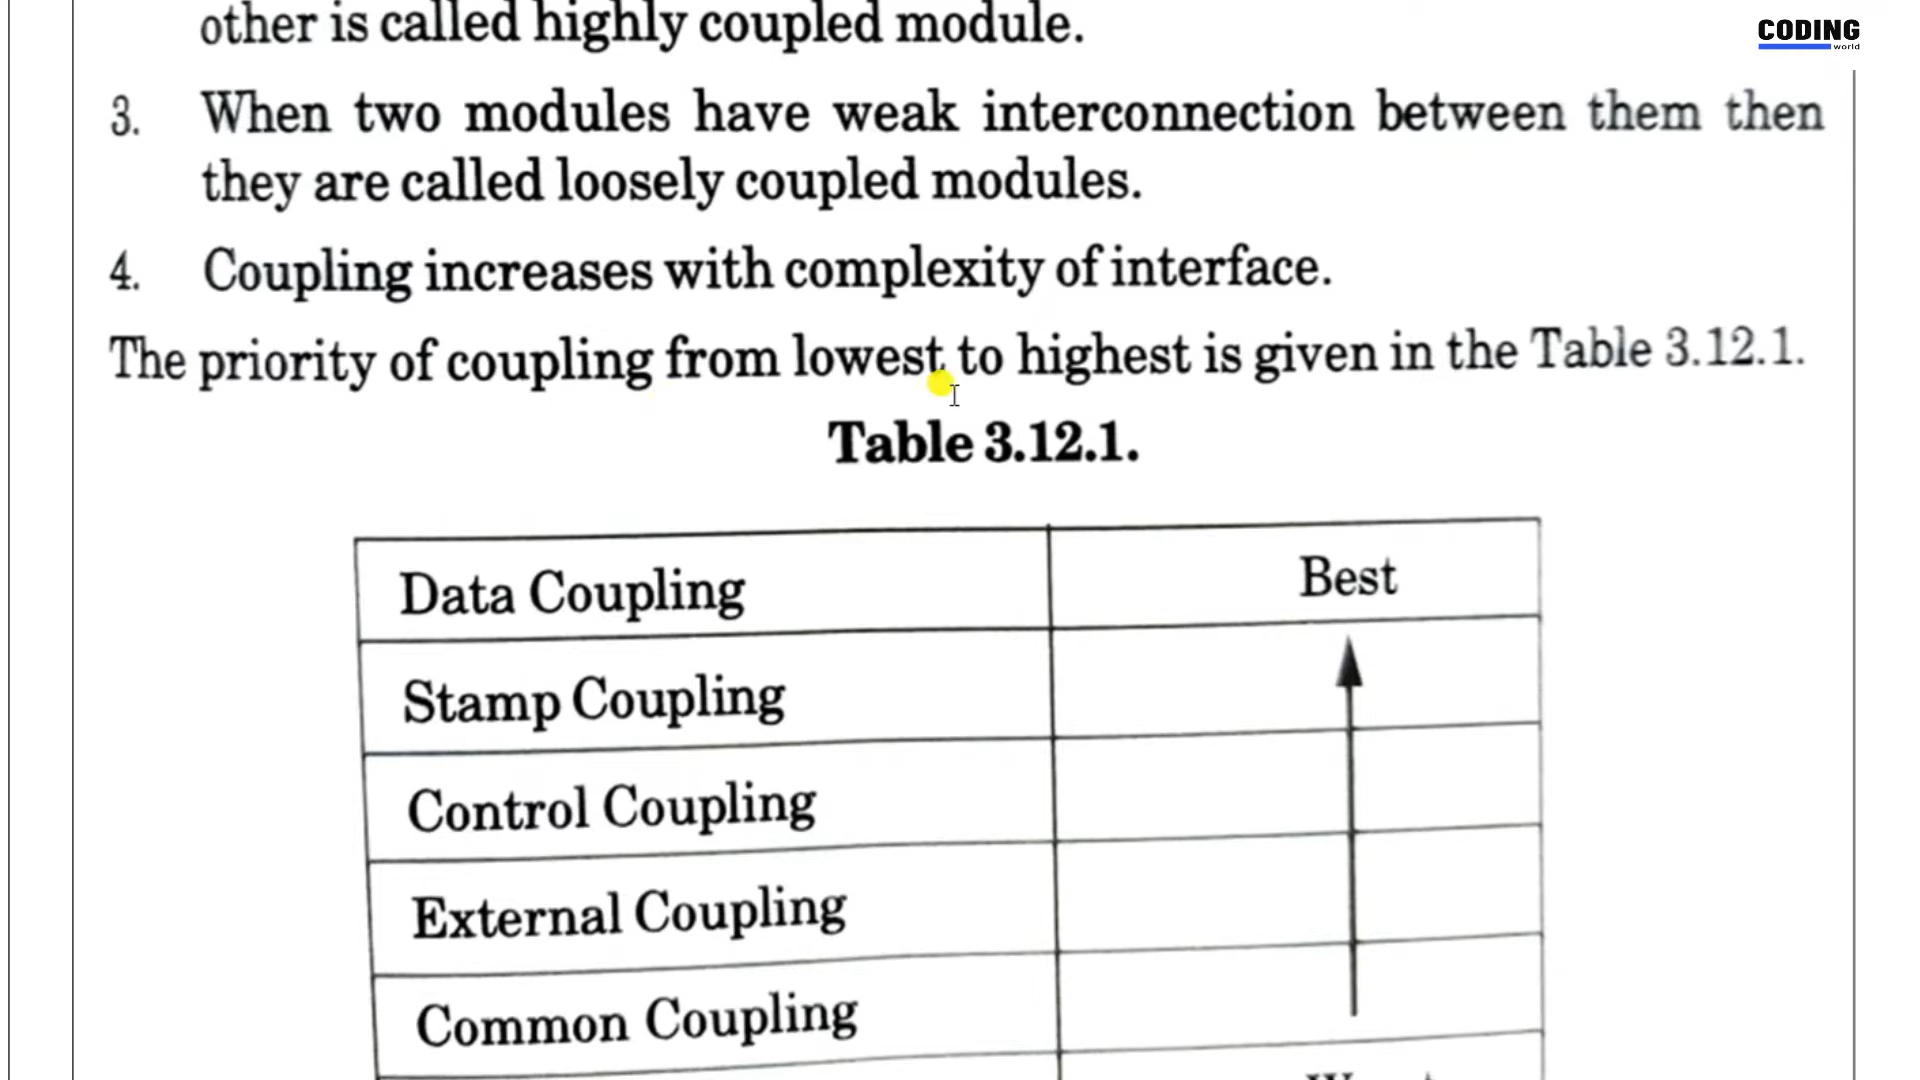 other is called highly coupled module.
CODING
world
3. When two modules have weak interconnection between them then
they are called loosely coupled modules.
4. Coupling increases with complexity of interface.
The priority of coupling from lowest to highest is given in the Table 3.12.1.
Table 3.12.1.
Data Coupling Best
Stamp Coupling
Control Coupling
External Coupling
Common Coupling